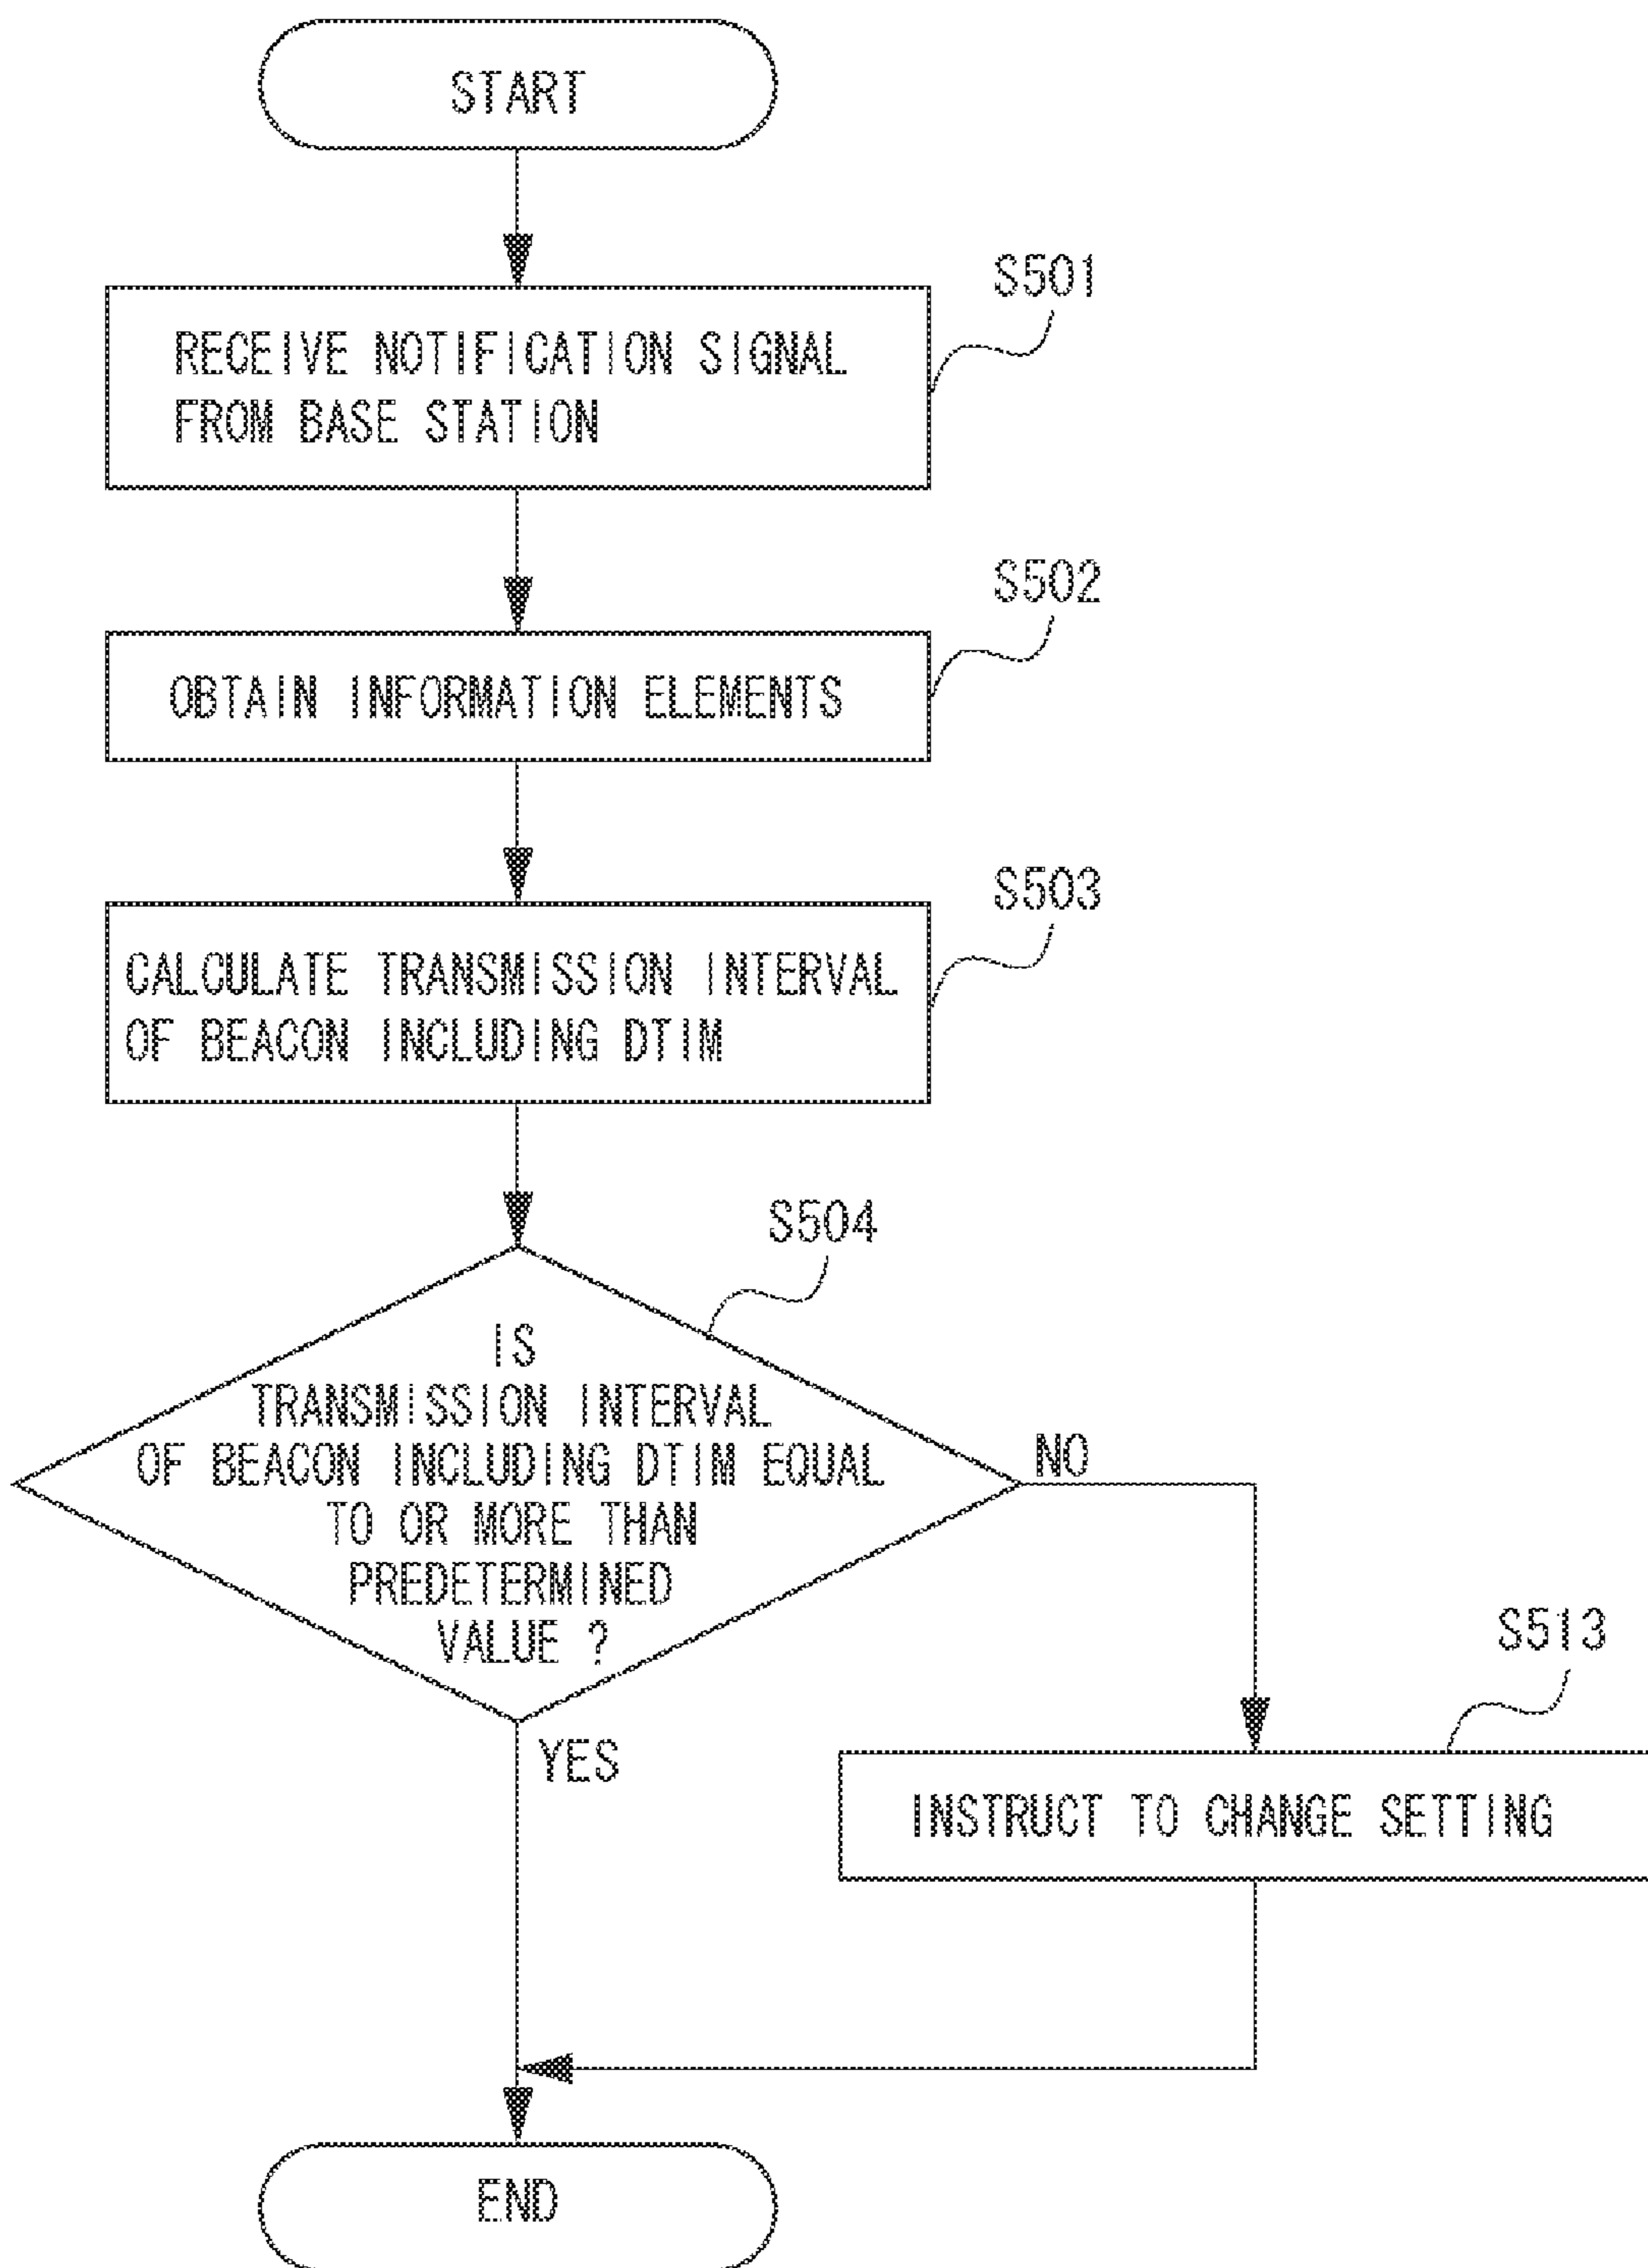 START
S501
RECEIVE NOTIFICATION SIGNAL
FROM BASE STATION
S502
OBTAIN INFORMATION ELEMENTS
S503
CALCULATE TRANSMISSION INTERVAL
OF BEACON INCLUDING DTIM
S504
IS
TRANSMISSION INTERVAL
OF BEACON INCLUDING DTIM EQUAL
TO OR MORE THAN
PREDETERMINED
VALUE ?
NO
YES
S513
INSTRUCT TO CHANGE SETTING
END